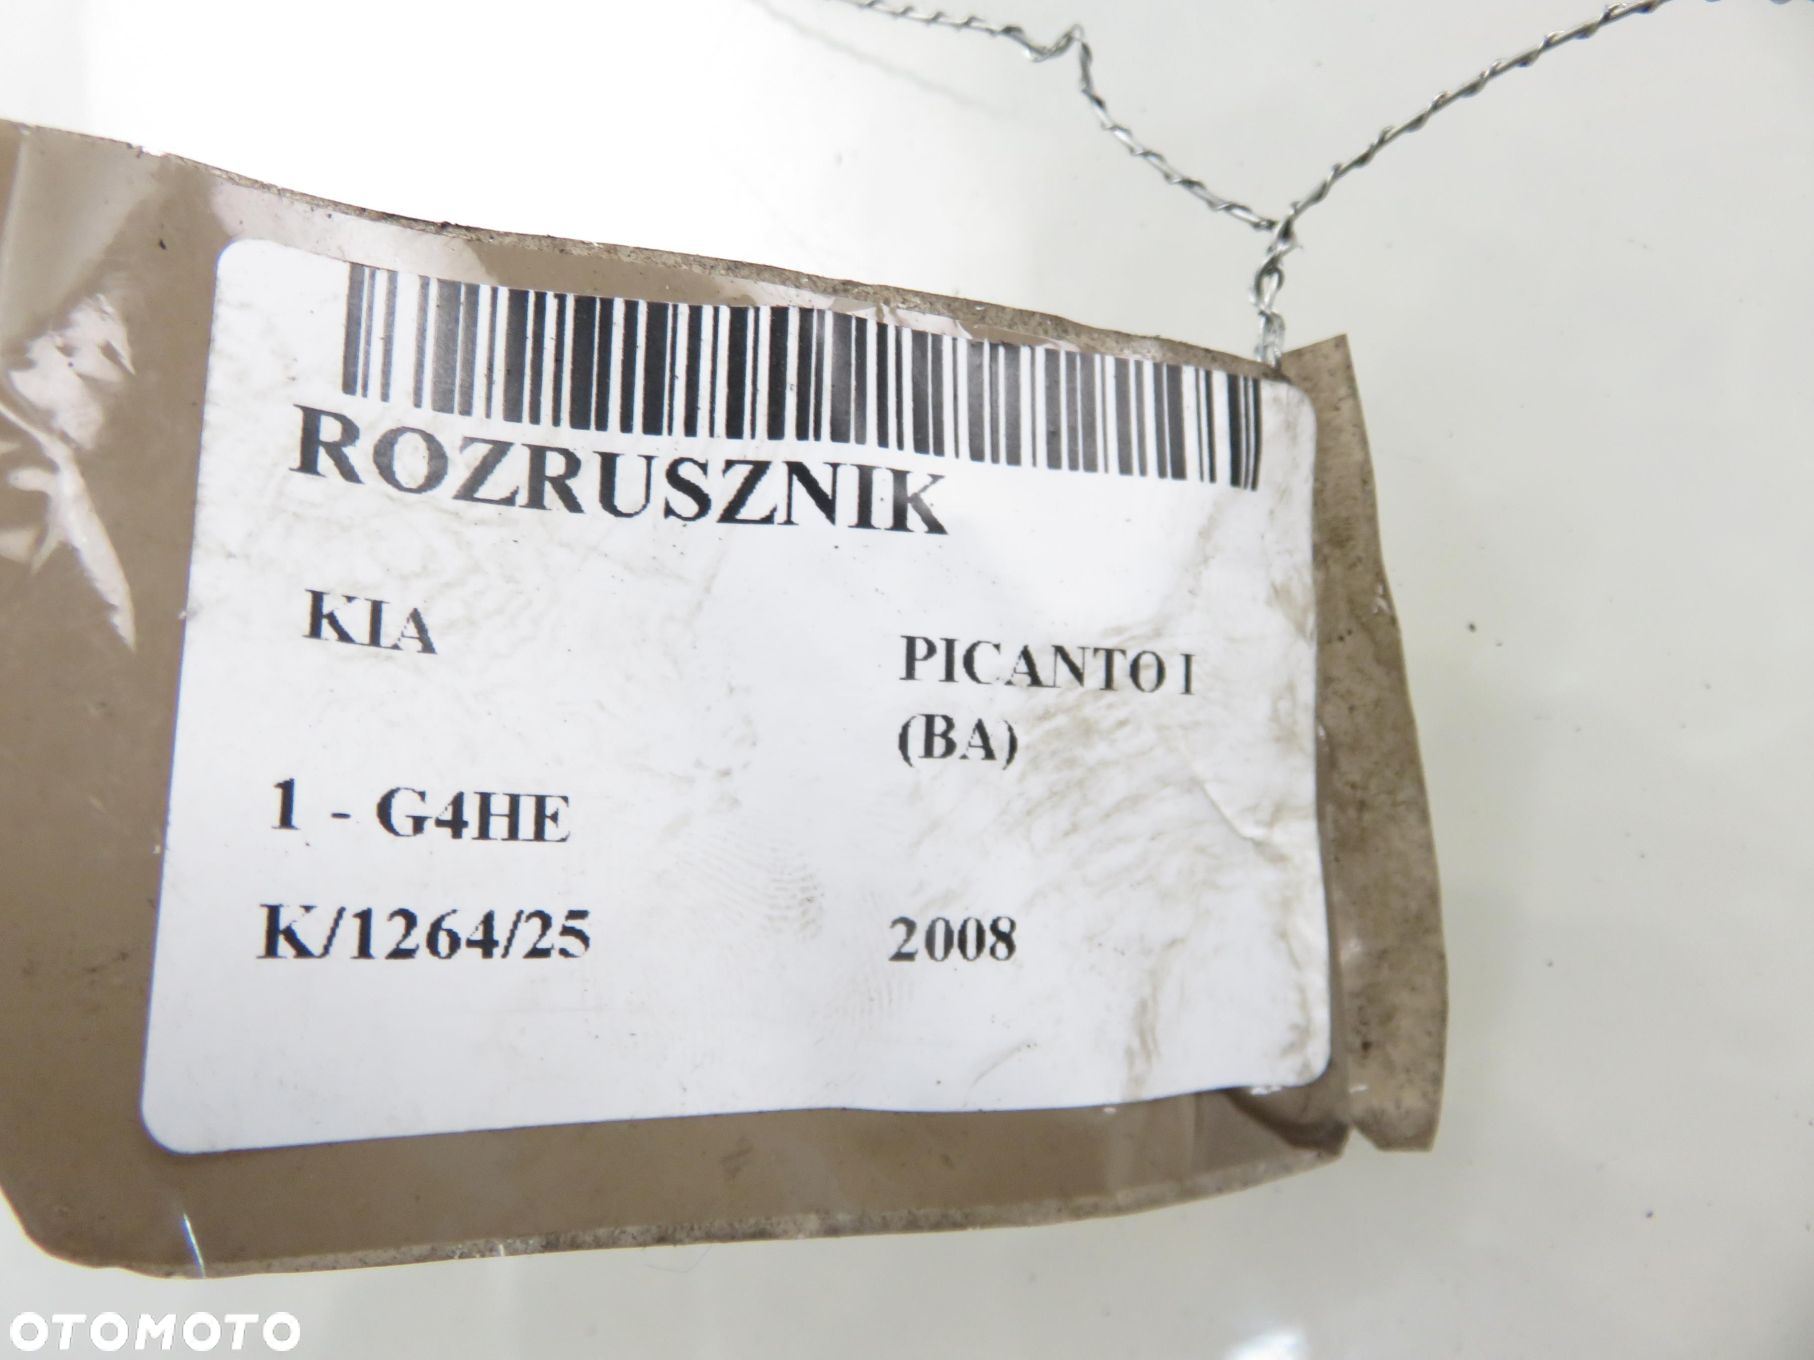 ROZRUSZNIK
KIA
PICANTO I
(BA)
1 - G4HE
K/1264/25
2008
OTOMOTO